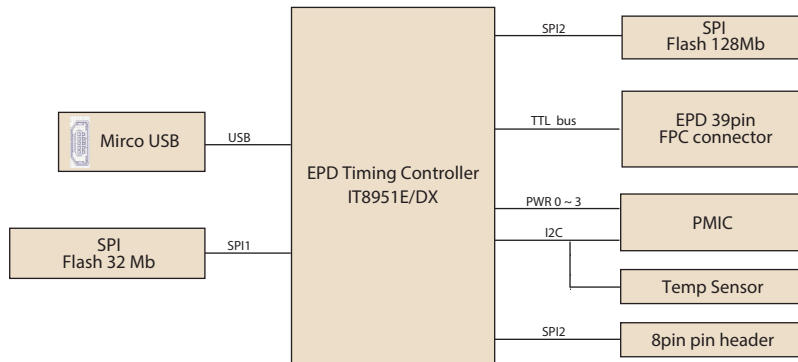 SPI2
SPI
Flash 128Mb
Mirco USB
USB
EPD Timing Controller
IT8951E/DX
TTL bus
EPD 39pin
FPC connector
PWR 0 ~ 3
PMIC
I2C
SPI
Flash 32 Mb
SPI1
Temp Sensor
SPI2
8pin pin header